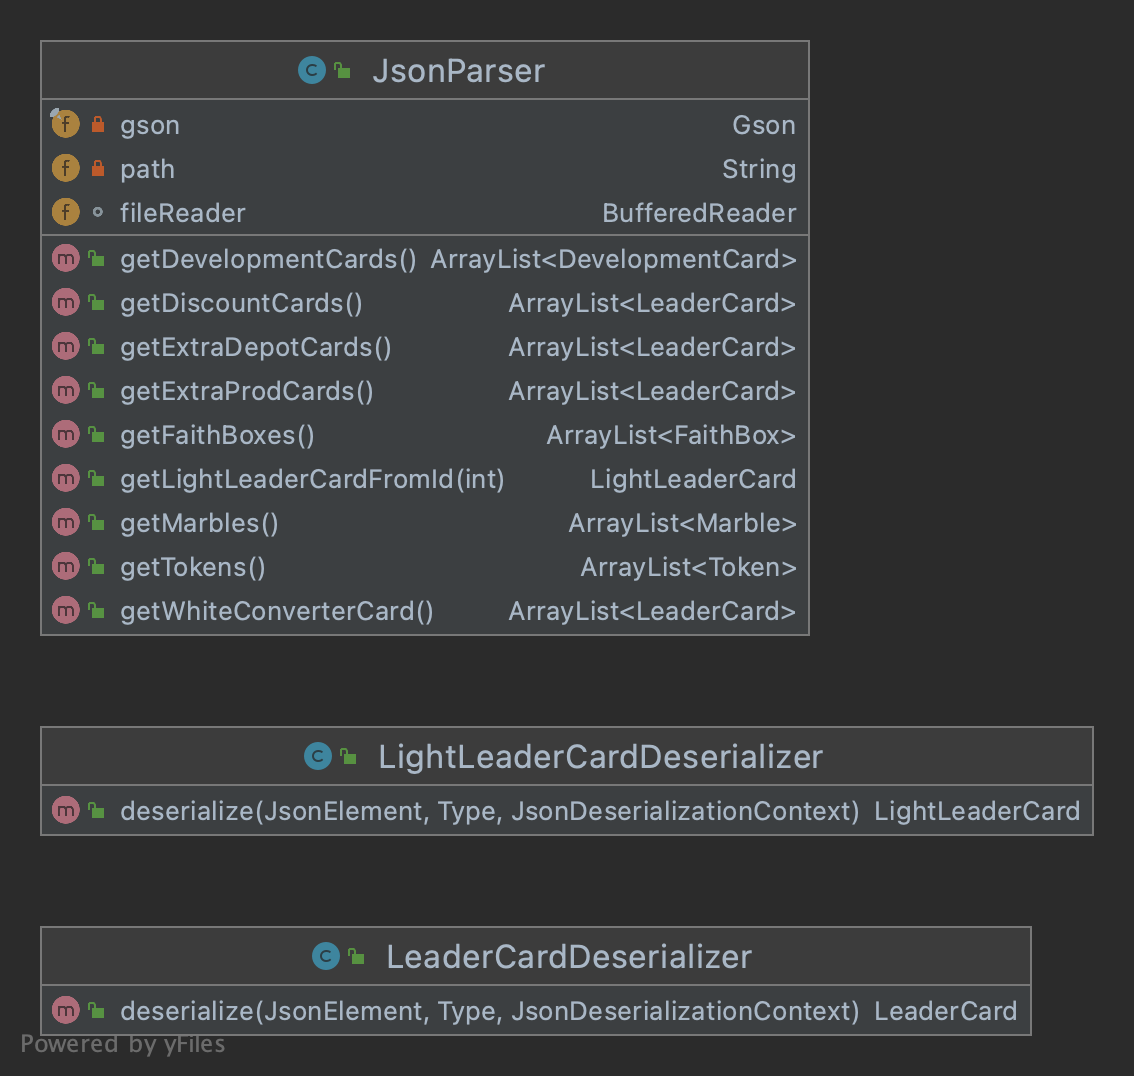 C JsonParser
f gson Gson
f path String
f fileReader BufferedReader
m getDevelopmentCards() ArrayList<DevelopmentCard>
m getDiscountCards() ArrayList<LeaderCard>
m getExtraDepotCards() ArrayList<LeaderCard>
m getExtraProdCards() ArrayList<LeaderCard>
m getFaithBoxes() ArrayList<FaithBox>
m getLightLeaderCardFromId(int) LightLeaderCard
m getMarbles() ArrayList<Marble>
m getTokens() ArrayList<Token>
m getWhiteConverterCard() ArrayList<LeaderCard>
C LightLeaderCardDeserializer
m deserialize(JsonElement, Type, JsonDeserializationContext) LightLeaderCard
C LeaderCardDeserializer
m deserialize(JsonElement, Type, JsonDeserializationContext) LeaderCard
Powered by yFiles